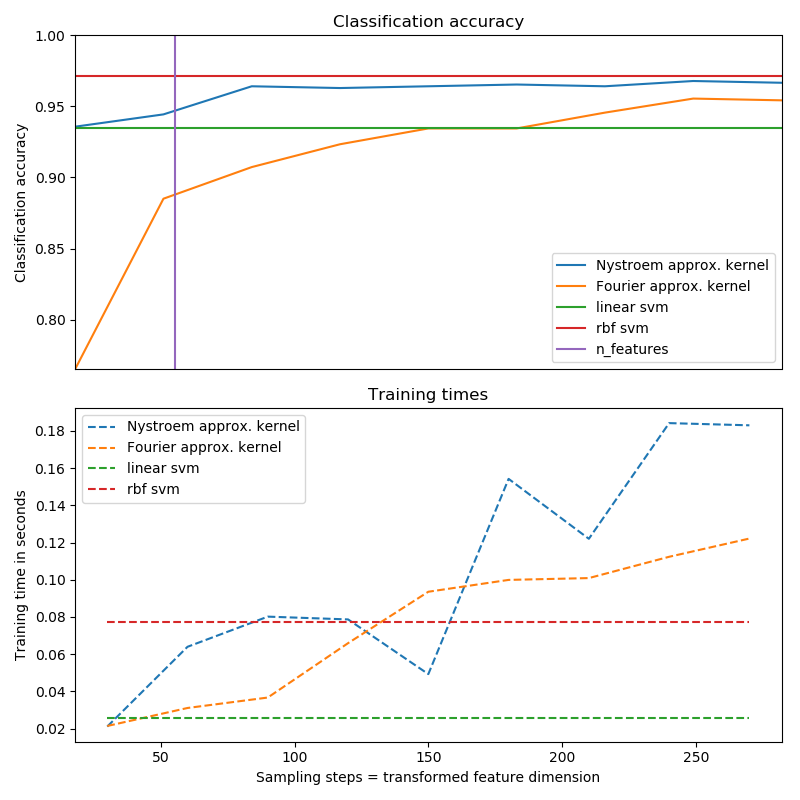 Classification accuracy
1.00
0.95
0.90
0.85
0.80
Classification accuracy
Nystroem approx. kernel
Fourier approx. kernel
linear svm
rbf svm
n_features
Training times
0.18
0.16
0.14
0.12
0.10
0.08
0.06
0.04
0.02
Training time in seconds
Nystroem approx. kernel
Fourier approx. kernel
linear svm
rbf svm
50 100 150 200 250
Sampling steps = transformed feature dimension